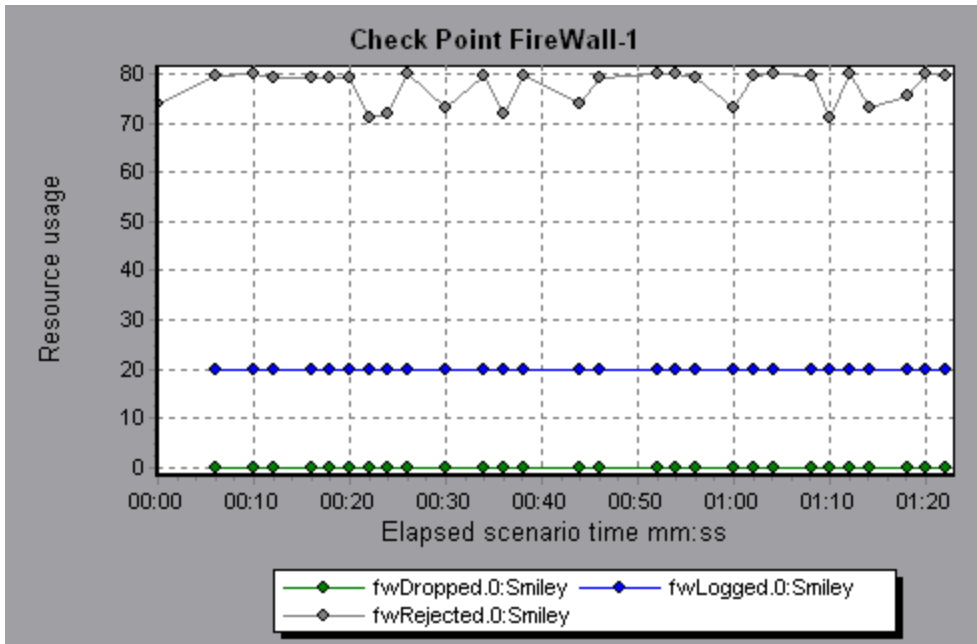 Check Point FireWall-1
80
70
60
50
40
30
20
10
0
Resource usage
00:00 00:10 00:20 00:30 00:40 00:50 01:00 01:10 01:20
Elapsed scenario time mm:ss
fwDropped.0:Smiley fwLogged.0:Smiley
fwRejected.0:Smiley